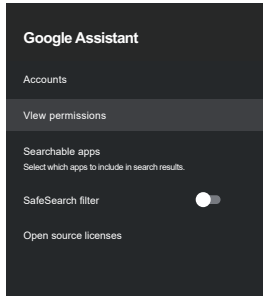 Google Assistant
Accounts
VIew permissions
Searchable apps
Select which apps to include in search results.
SafeSearch filter
Open source licenses